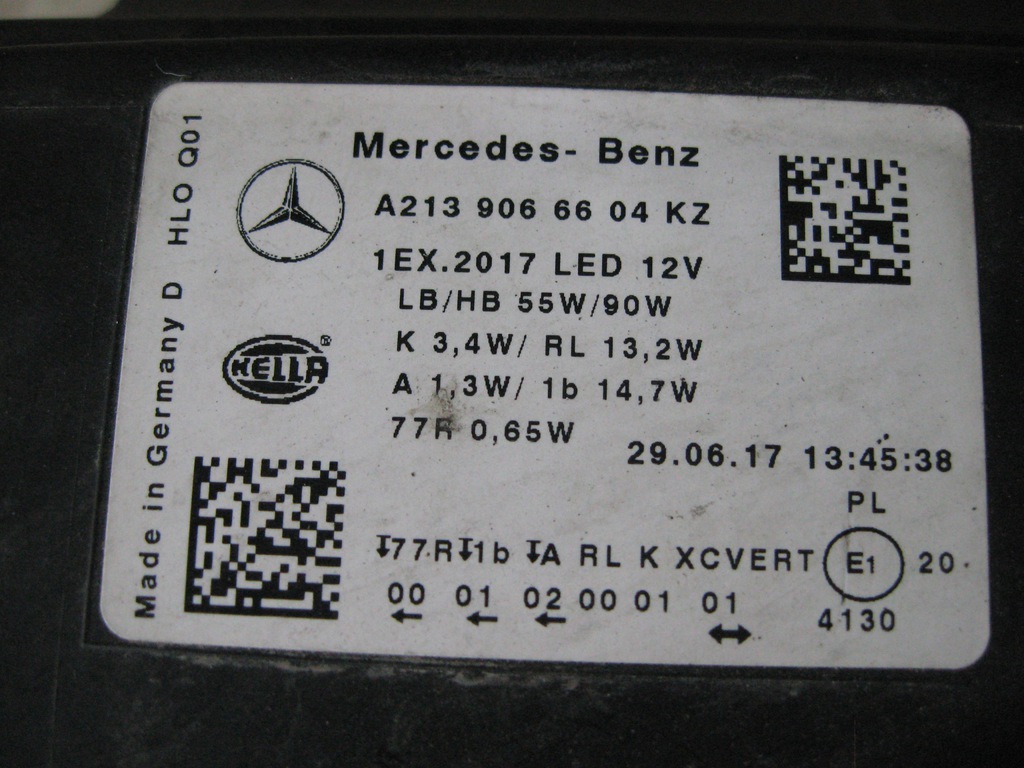 Mercedes- Benz
A213 906 66 04 KZ
1EX.2017 LED 12V
LB/HB 55W/90W
K 3,4W/ RL 13,2W
A 1,3W/ 1b 14,7W
77R 0,65W
29.06.17 13:45:38
PL
77R 1b A RL K XCVERT E1 20
00 01 02 00 01 01 4130
HELLA ®
Made in Germany D HLO Q01